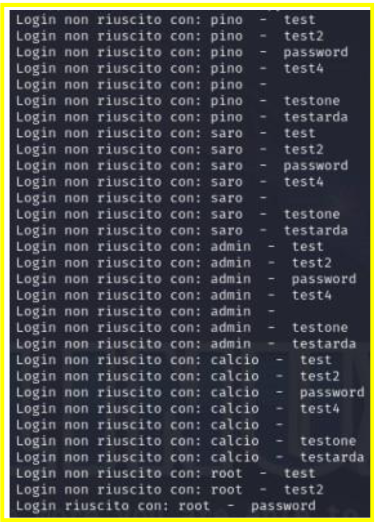 Login non riuscito con: pino - test
Login non riuscito con: pino - test2
Login non riuscito con: pino - password
Login non riuscito con: pino - test4
Login non riuscito con: pino -
Login non riuscito con: pino - testone
Login non riuscito con: pino - testarda
Login non riuscito con: saro - test
Login non riuscito con: saro - test2
Login non riuscito con: saro - password
Login non riuscito con: saro - test4
Login non riuscito con: saro -
Login non riuscito con: saro - testone
Login non riuscito con: saro - testarda
Login non riuscito con: admin - test
Login non riuscito con: admin - test2
Login non riuscito con: admin - password
Login non riuscito con: admin - test4
Login non riuscito con: admin -
Login non riuscito con: admin - testone
Login non riuscito con: admin - testarda
Login non riuscito con: calcio - test
Login non riuscito con: calcio - test2
Login non riuscito con: calcio - password
Login non riuscito con: calcio - test4
Login non riuscito con: calcio -
Login non riuscito con: calcio - testone
Login non riuscito con: calcio - testarda
Login non riuscito con: root - test
Login non riuscito con: root - test2
Login riuscito con: root - password